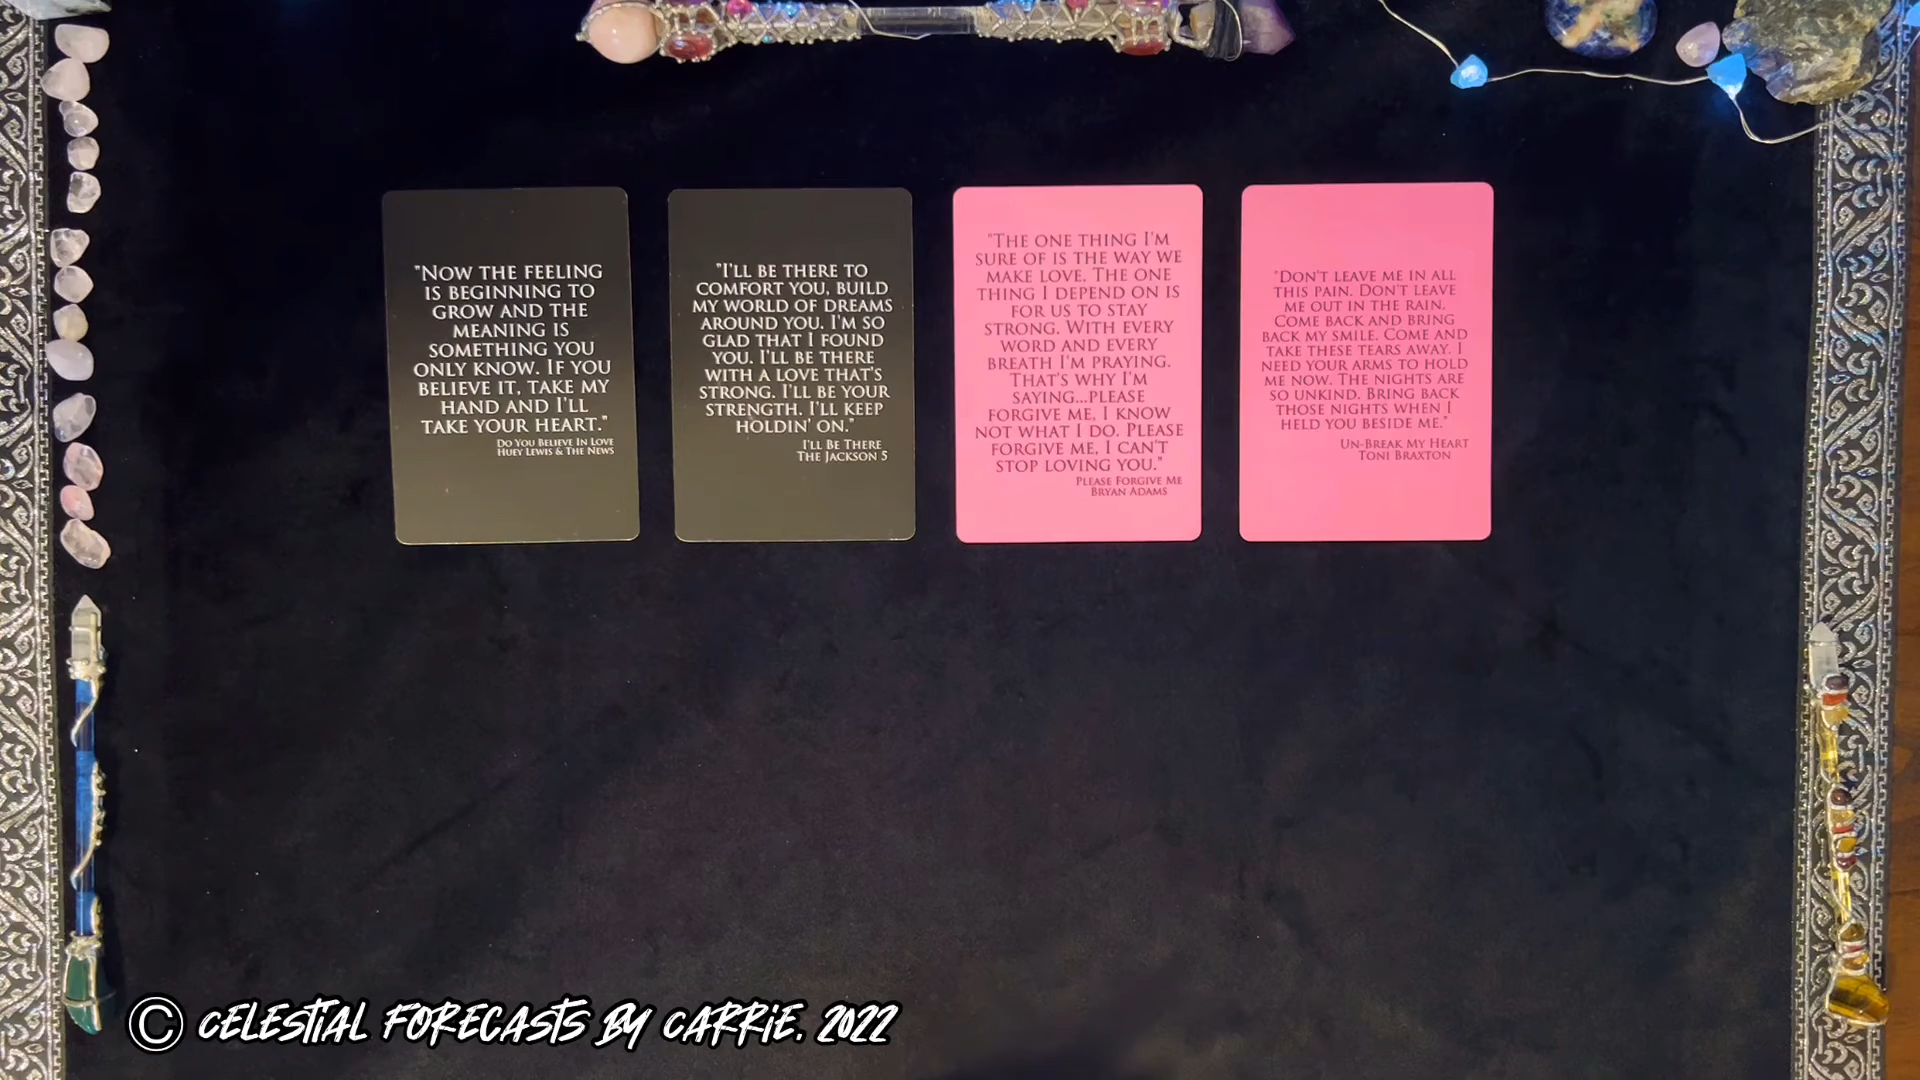 "Now the feeling
is beginning to
grow and the
meaning is
something you
only know. If you
believe it, take my
hand and I'll
take your heart."
Do You Believe In Love
Huey Lewis & The News
"I'll be there to
comfort you, build
my world of dreams
around you. I'm so
glad that I found
you. I'll be there
with a love that's
strong. I'll be your
strength. I'll keep
holdin' on."
I'll Be There
The Jackson 5
"The one thing I'm
sure of is the way we
make love. The one
thing I depend on is
for us to stay
strong. With every
word and every
breath I'm praying.
That's why I'm
saying...please
forgive me, I know
not what I do. Please
forgive me, I can't
stop loving you."
Please Forgive Me
Bryan Adams
"Don't leave me in all
this pain. Don't leave
me out in the rain.
Come back and bring
back my smile. Come and
take these tears away. I
need your arms to hold
me now. The nights are
so unkind. Bring back
those nights when I
held you beside me."
Un-Break My Heart
Toni Braxton
© CELESTIAL FORECASTS BY CARRIE. 2022